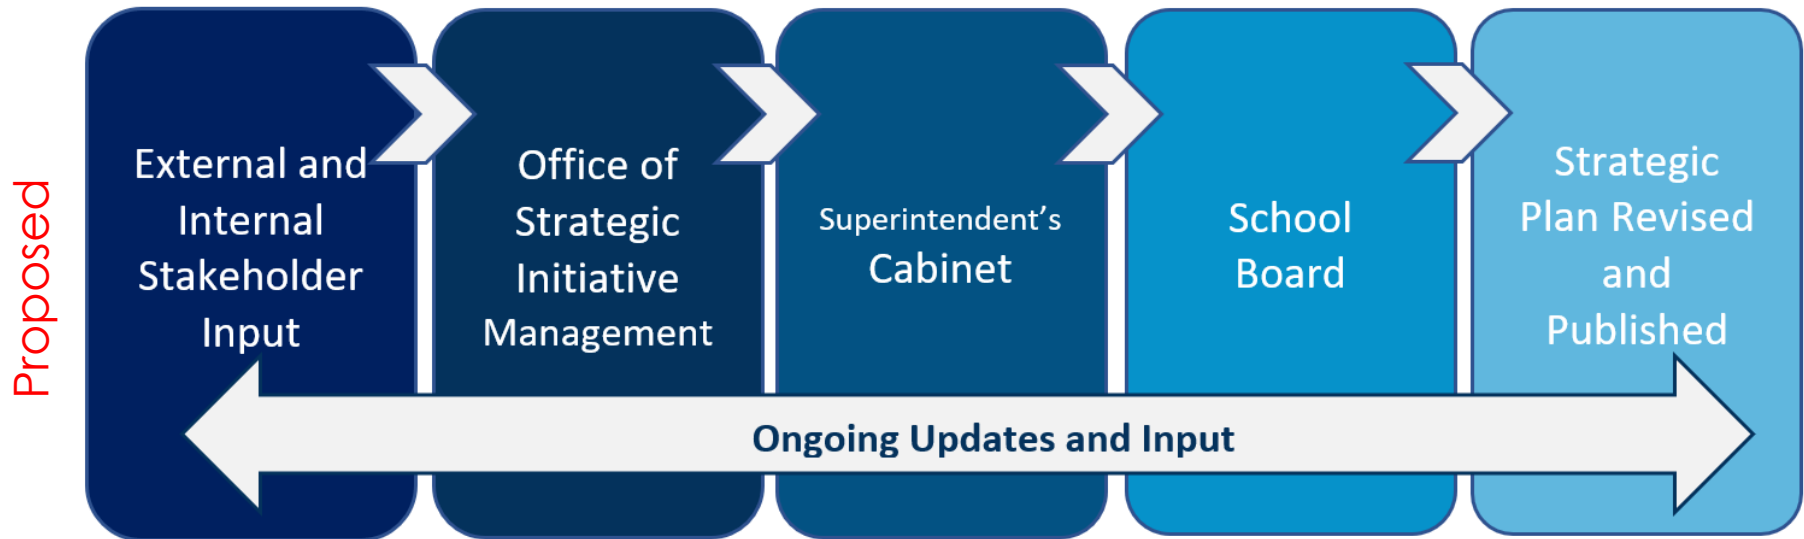 Proposed
External and
Internal
Stakeholder
Input
Office of
Strategic
Initiative
Management
Superintendent’s
Cabinet
School
Board
Strategic
Plan Revised
and
Published
Ongoing Updates and Input